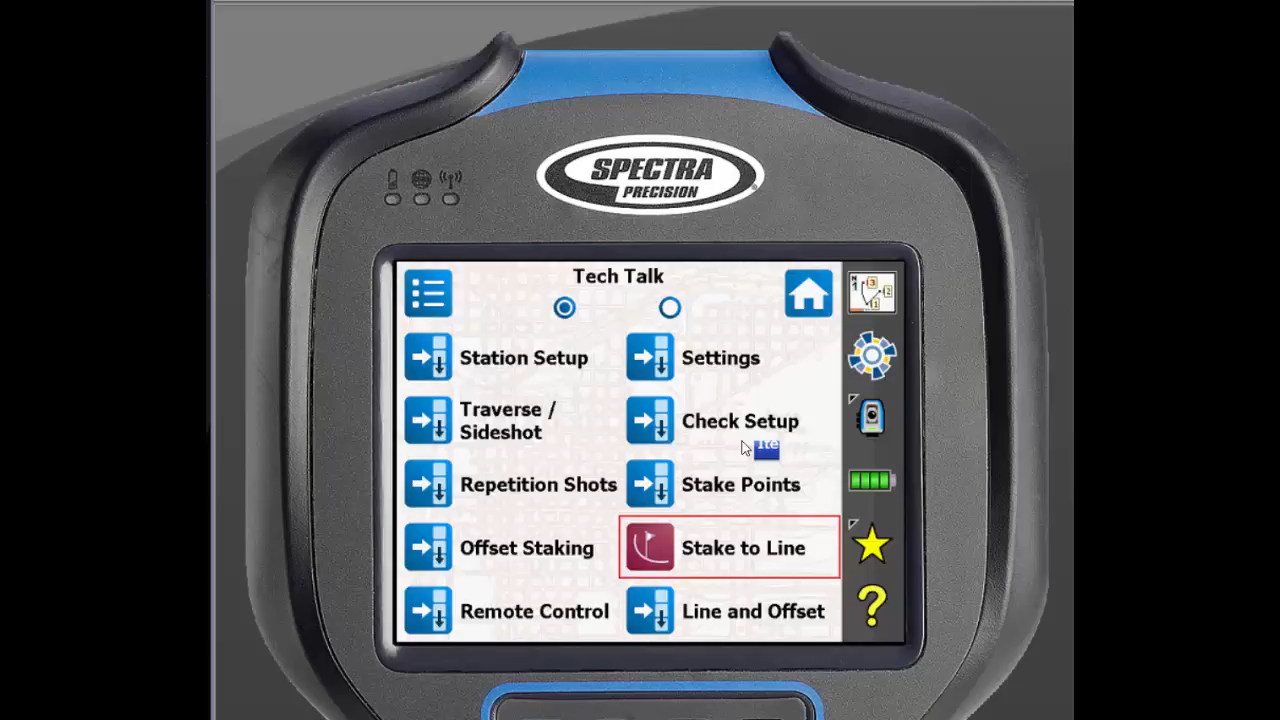 SPECTRA
PRECISION
Tech Talk
Station Setup
Settings
Traverse /
Sideshot
Check Setup
Ite
Repetition Shots
Stake Points
Offset Staking
Stake to Line
Remote Control
Line and Offset